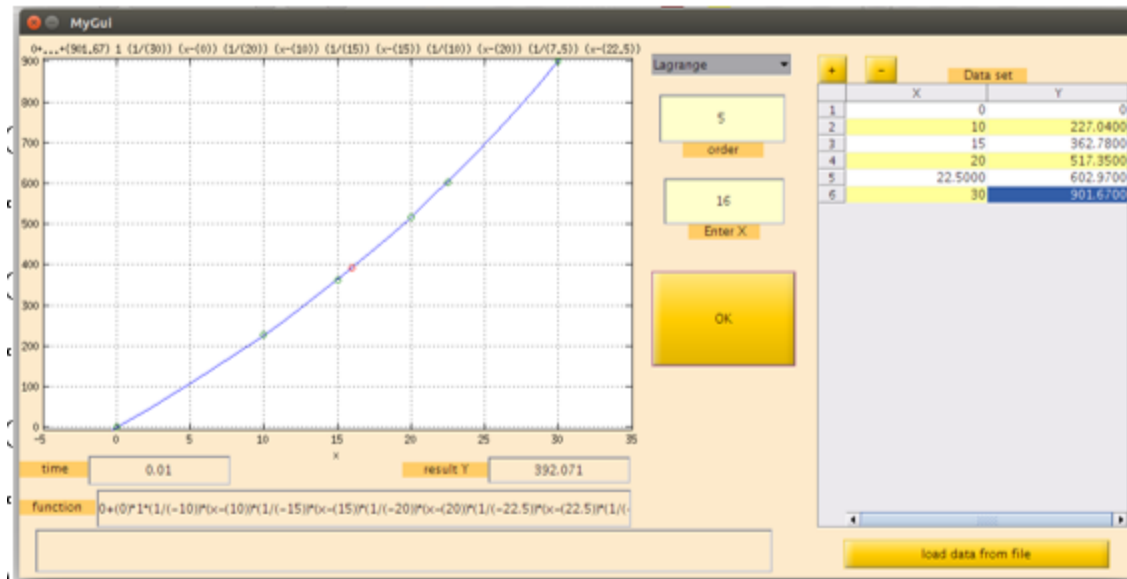 MyGui
0+...+(901.67) 1 (1/(30)) (x-(0)) (1/(20)) (x-(10)) (1/(15)) (x-(15)) (1/(10)) (x-(20)) (1/(7.5)) (x-(22.5))
900
800
700
600
500
400
300
200
100
0
-5 0 5 10 15 20 25 30 35
x
Lagrange
5
order
16
Enter X
OK
+ - Data set
X Y
1 0 0
2 10 227.0400
3 15 362.7800
4 20 517.3500
5 22.5000 602.9700
6 30 901.6700
time 0.01 result Y 392.071
function 0+(0)*1*(1/(-10))*(x-(10))*(1/(-15))*(x-(15))*(1/(-20))*(x-(20))*(1/(-22.5))*(x-(22.5))*(1/(-
load data from file